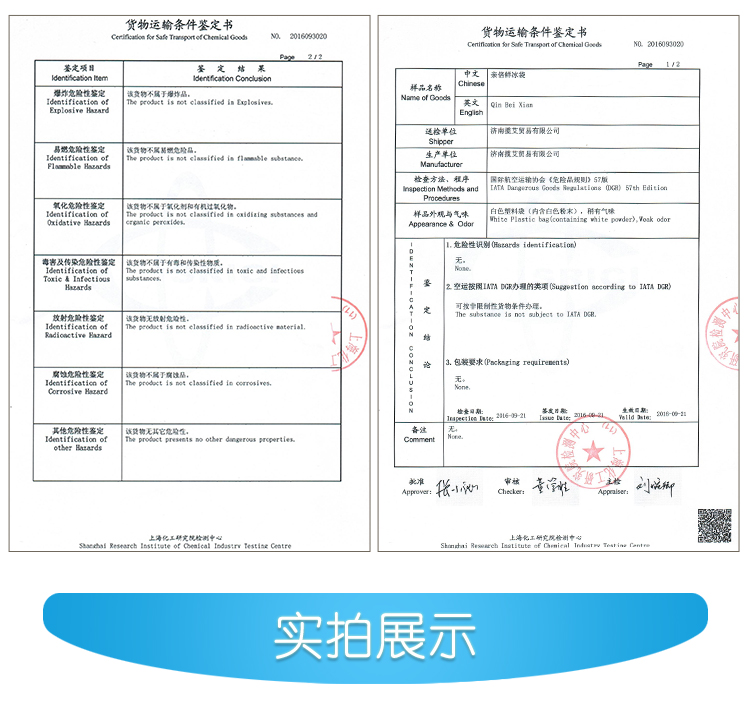 货物运输条件鉴定书
Certification for Safe Transport of Chemical Goods
NO. 2016093020
Page 2 / 2
鉴定项目
Identification Item
鉴 定 结 果
Identification Conclusion
爆炸危险性鉴定
Identification of
Explosive Hazard
该货物不属于爆炸品。
The product is not classified in Explosives.
易燃危险性鉴定
Identification of
Flammable Hazards
该货物不属易燃危险品。
The product is not classified in flammable substance.
氧化危险性鉴定
Identification of
Oxidative Hazards
该货物不属于氧化剂和有机过氧化物。
The product is not classified in oxidizing substances and
organic peroxides.
毒害及传染危险性鉴定
Identification of
Toxic & Infectious
Hazards
该货物不属于有毒和传染性物质。
The product is not classified in toxic and infectious
substances.
放射危险性鉴定
Identification of
Radioactive Hazard
该货物无放射危险性。
The product is not classified in radioactive material.
腐蚀危险性鉴定
Identification of
Corrosive Hazard
该货物不属于腐蚀品。
The product is not classified in corrosives.
其他危险性鉴定
Identification of
other Hazards
该货物无其它危险性。
The product presents no other dangerous properties.
上海化工研究院检测中心
Shanghai Research Institute of Chemical Industry Testing Centre
货物运输条件鉴定书
Certification for Safe Transport of Chemical Goods
NO. 2016093020
Page 1 / 2
样品名称
Name of Goods
中文
Chinese
亲倍鲜冰袋
英文
English
Qin Bei Xian
送检单位
Shipper
济南揽艾贸易有限公司
生产单位
Manufacturer
济南揽艾贸易有限公司
检查方法、程序
Inspection Methods and
Procedures
国际航空运输协会《危险品规则》57版
IATA Dangerous Goods Regulations (DGR) 57th Edition
样品外观与气味
Appearance & Odor
白色塑料袋（内含白色粉末），稍有气味
White Plastic bag(containing white powder),Weak odor
IDENTIFICATION CONCLUSION
鉴定结论
1. 危险性识别(Hazards identification)
无。
None.
2. 空运按照IATA DGR办理的类项(Suggestion according to IATA DGR)
可按非限制性货物条件办理。
The substance is not subject to IATA DGR.
3. 包装要求(Packaging requirements)
无。
None.
检查日期:
Inspection Date: 2016-09-21
签发日期:
Issue Date: 2016-09-21
生效日期:
Valid Date: 2016-09-21
备注
Comment
无。
None.
批准
Approver:
审核
Checker:
主检
Appraiser:
上海化工研究院检测中心
Shanghai Research Institute of Chemical Industry Testing Centre
实拍展示